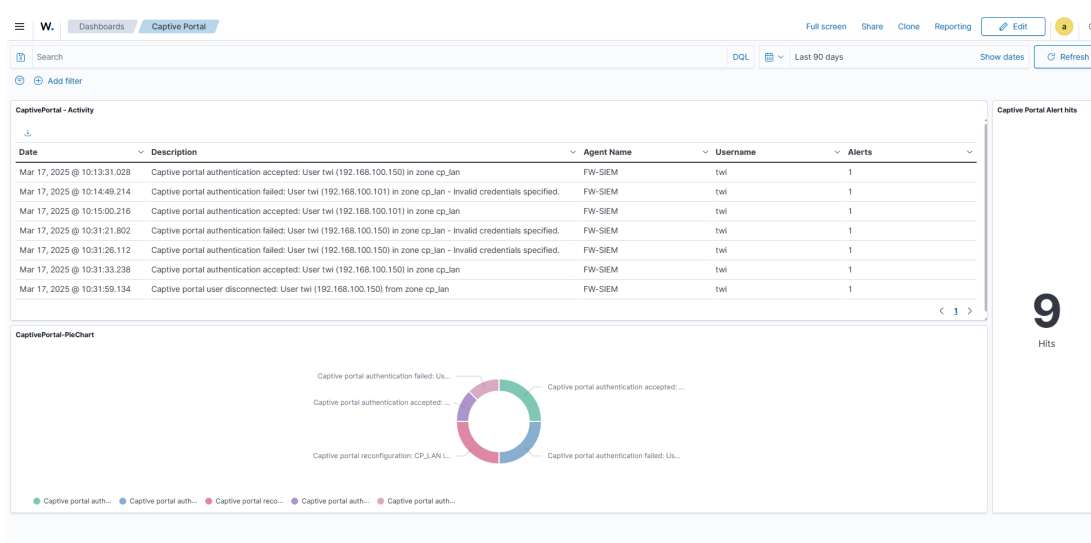 W. Dashboards Captive Portal Full screen Share Clone Reporting Edit a
Search DQL Last 90 days Show dates Refresh
Add filter
CaptivePortal - Activity
Date Description Agent Name Username Alerts
Mar 17, 2025 @ 10:13:31.028 Captive portal authentication accepted: User twi (192.168.100.150) in zone cp_lan FW-SIEM twi 1
Mar 17, 2025 @ 10:14:49.214 Captive portal authentication failed: User twi (192.168.100.101) in zone cp_lan - Invalid credentials specified. FW-SIEM twi 1
Mar 17, 2025 @ 10:15:00.216 Captive portal authentication accepted: User twi (192.168.100.101) in zone cp_lan FW-SIEM twi 1
Mar 17, 2025 @ 10:31:21.802 Captive portal authentication failed: User twi (192.168.100.150) in zone cp_lan - Invalid credentials specified. FW-SIEM twi 1
Mar 17, 2025 @ 10:31:26.112 Captive portal authentication failed: User twi (192.168.100.150) in zone cp_lan - Invalid credentials specified. FW-SIEM twi 1
Mar 17, 2025 @ 10:31:33.238 Captive portal authentication accepted: User twi (192.168.100.150) in zone cp_lan FW-SIEM twi 1
Mar 17, 2025 @ 10:31:59.134 Captive portal user disconnected: User twi (192.168.100.150) from zone cp_lan FW-SIEM twi 1
< 1 >
Captive Portal Alert hits
9
Hits
CaptivePortal-PieChart
Captive portal authentication failed: Us...
Captive portal authentication accepted: ...
Captive portal authentication accepted: ...
Captive portal reconfiguration: CP_LAN i...
Captive portal authentication failed: Us...
Captive portal auth... Captive portal auth... Captive portal reco... Captive portal auth... Captive portal auth...